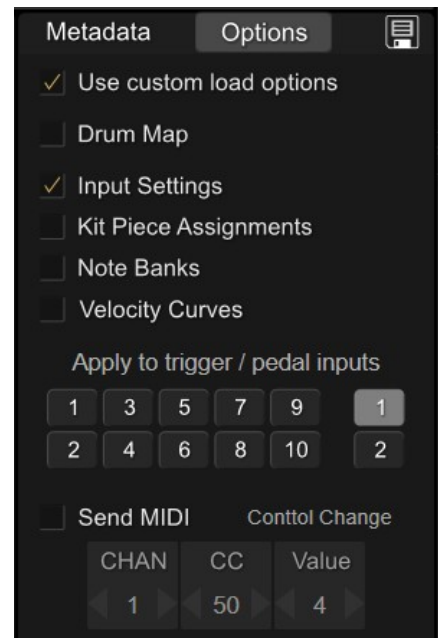 Metadata Options
Use custom load options
Drum Map
Input Settings
Kit Piece Assignments
Note Banks
Velocity Curves
Apply to trigger / pedal inputs
1 3 5 7 9 1
2 4 6 8 10 2
Send MIDI Conttol Change
CHAN CC Value
1 50 4